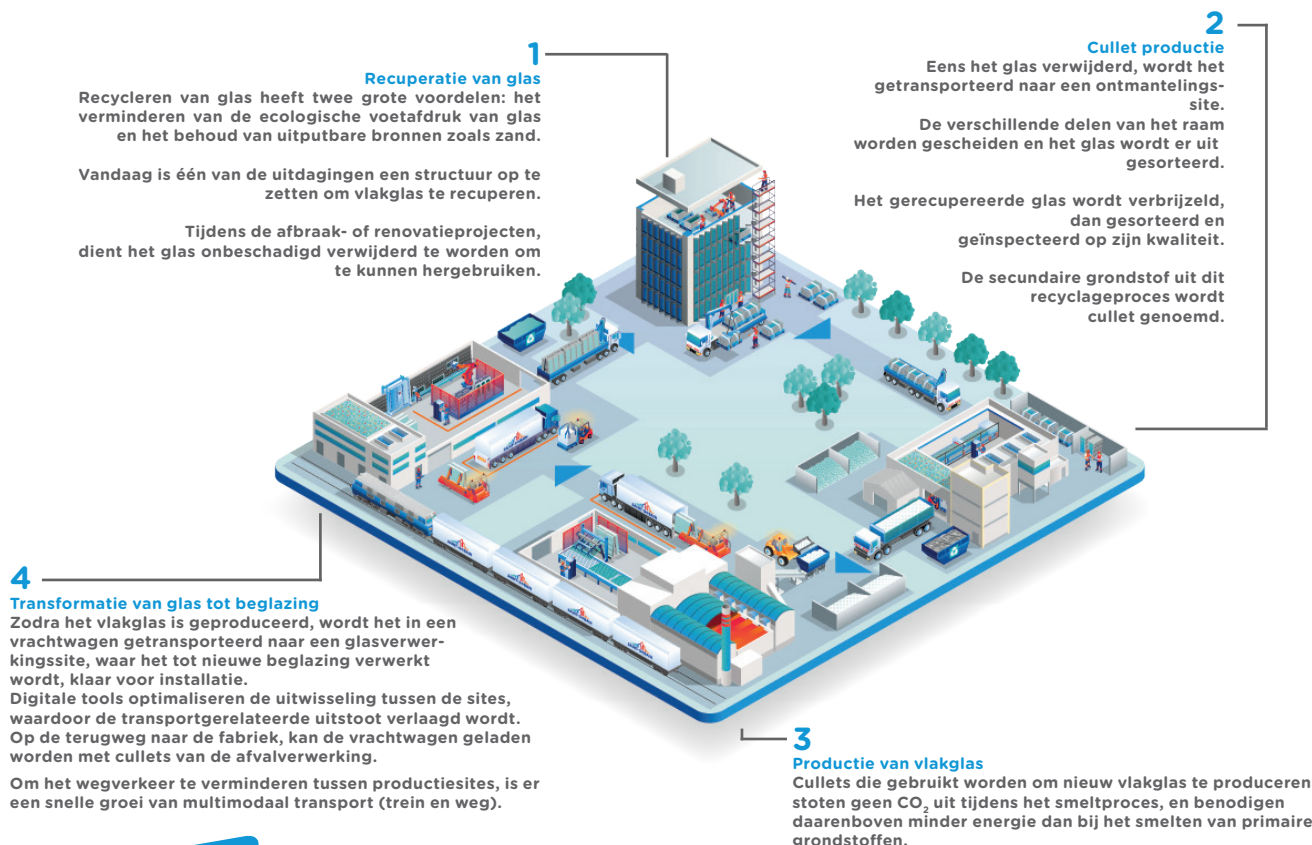 1
Recuperatie van glas
Recycleren van glas heeft twee grote voordelen: het
verminderen van de ecologische voetafdruk van glas
en het behoud van uitputbare bronnen zoals zand.
Vandaag is één van de uitdagingen een structuur op te
zetten om vlakglas te recuperen.
Tijdens de afbraak- of renovatieprojecten,
dient het glas onbeschadigd verwijderd te worden om
te kunnen hergebruiken.
2
Cullet productie
Eens het glas verwijderd, wordt het
getransporteerd naar een ontmantelings-
site.
De verschillende delen van het raam
worden gescheiden en het glas wordt er uit
gesorteerd.
Het gerecupereerde glas wordt verbrijzeld,
dan gesorteerd en
geïnspecteerd op zijn kwaliteit.
De secundaire grondstof uit dit
recyclageproces wordt
cullet genoemd.
3
Productie van vlakglas
Cullets die gebruikt worden om nieuw vlakglas te produceren
stoten geen CO₂ uit tijdens het smeltproces, en benodigen
daarenboven minder energie dan bij het smelten van primaire
grondstoffen.
4
Transformatie van glas tot beglazing
Zodra het vlakglas is geproduceerd, wordt het in een
vrachtwagen getransporteerd naar een glasverwer-
kingssite, waar het tot nieuwe beglazing verwerkt
wordt, klaar voor installatie.
Digitale tools optimaliseren de uitwisseling tussen de sites,
waardoor de transportgerelateerde uitstoot verlaagd wordt.
Op de terugweg naar de fabriek, kan de vrachtwagen geladen
worden met cullets van de afvalverwerking.
Om het wegverkeer te verminderen tussen productiesites, is er
een snelle groei van multimodaal transport (trein en weg).